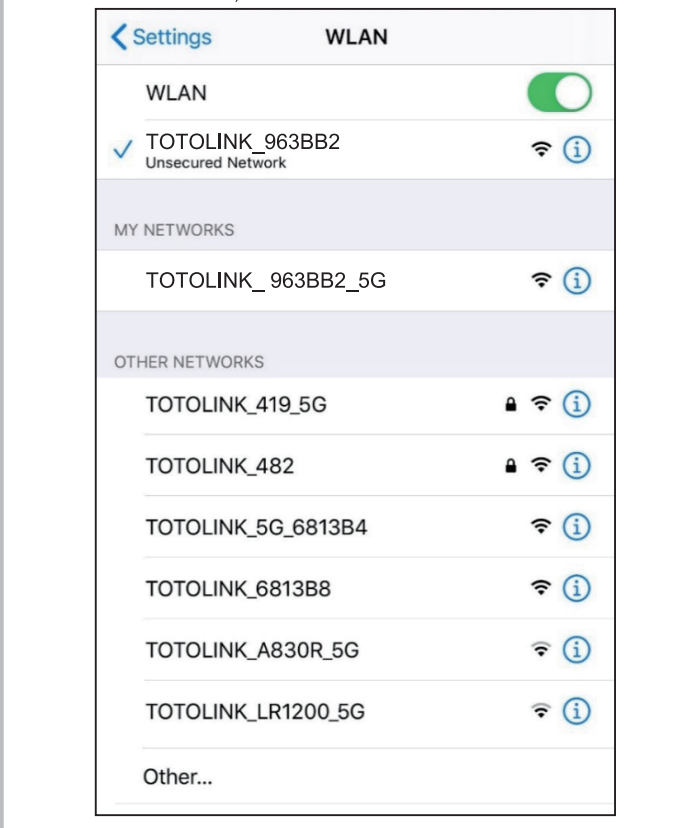 Settings
WLAN
WLAN
TOTOLINK_963BB2
Unsecured Network
MY NETWORKS
TOTOLINK_ 963BB2_5G
OTHER NETWORKS
TOTOLINK_419_5G
TOTOLINK_482
TOTOLINK_5G_6813B4
TOTOLINK_6813B8
TOTOLINK_A830R_5G
TOTOLINK_LR1200_5G
Other...